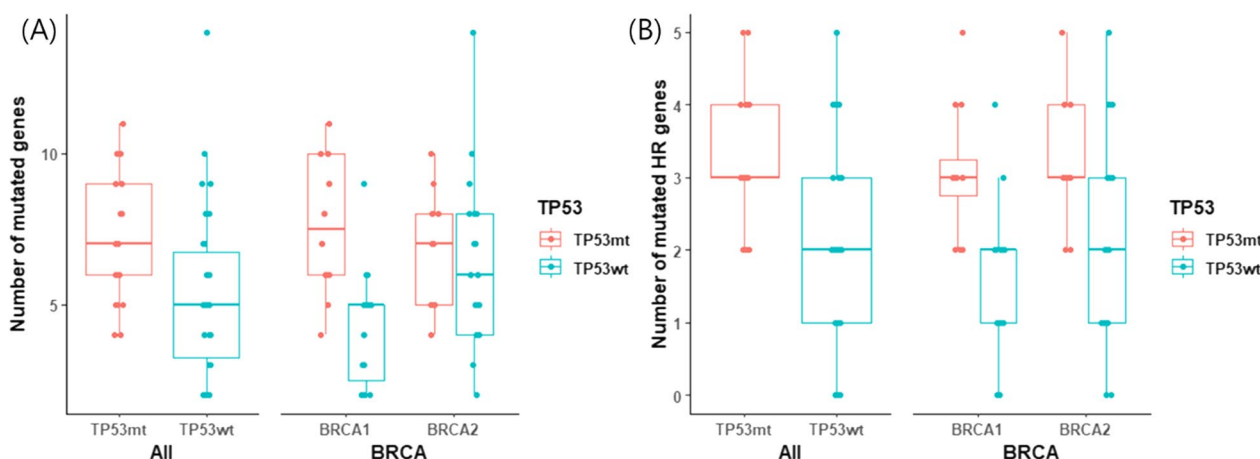 (A)
Number of mutated genes
10
5
TP53mt TP53wt
All
BRCA1 BRCA2
BRCA
TP53
TP53mt
TP53wt
(B)
Number of mutated HR genes
5
4
3
2
1
0
TP53mt TP53wt
All
BRCA1 BRCA2
BRCA
TP53
TP53mt
TP53wt